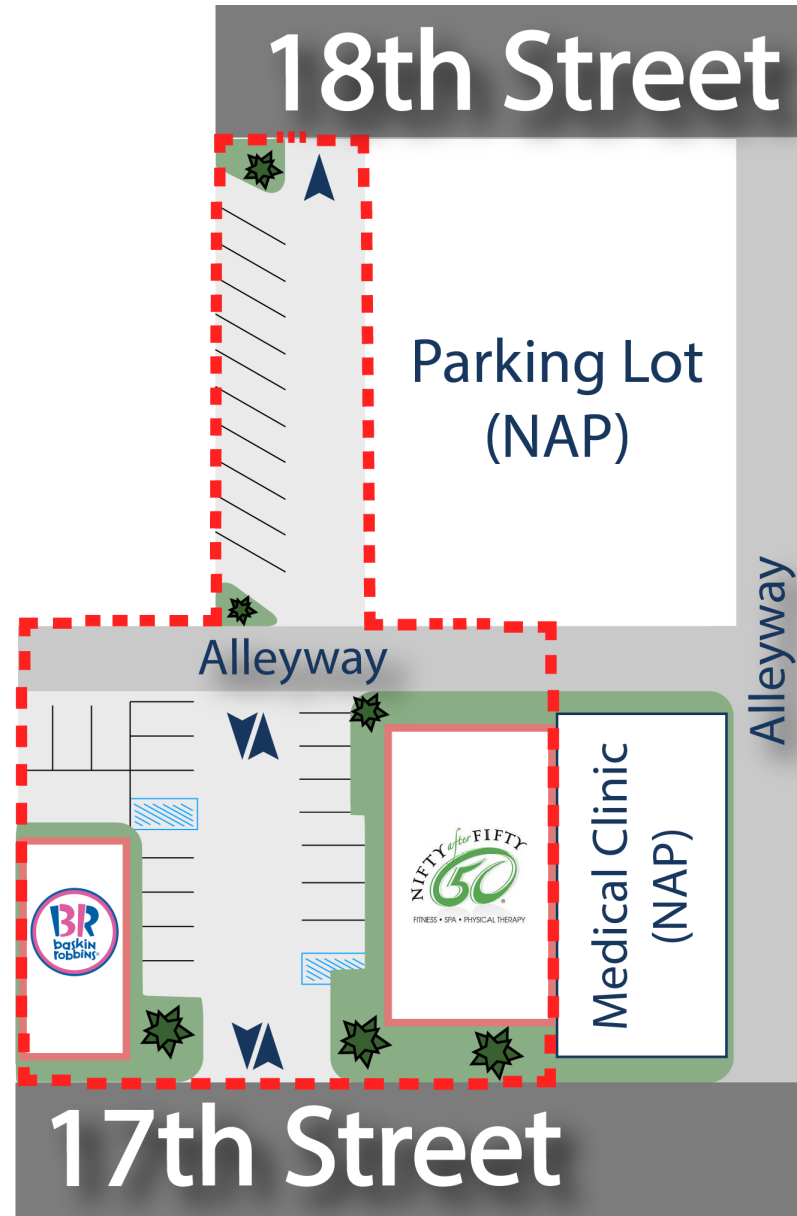 18th Street
Parking Lot
(NAP)
Alleyway
Alleyway
NIFTY after FIFTY
50
FITNESS • SPA • PHYSICAL THERAPY
Medical Clinic
(NAP)
BR
baskin
robbins
17th Street